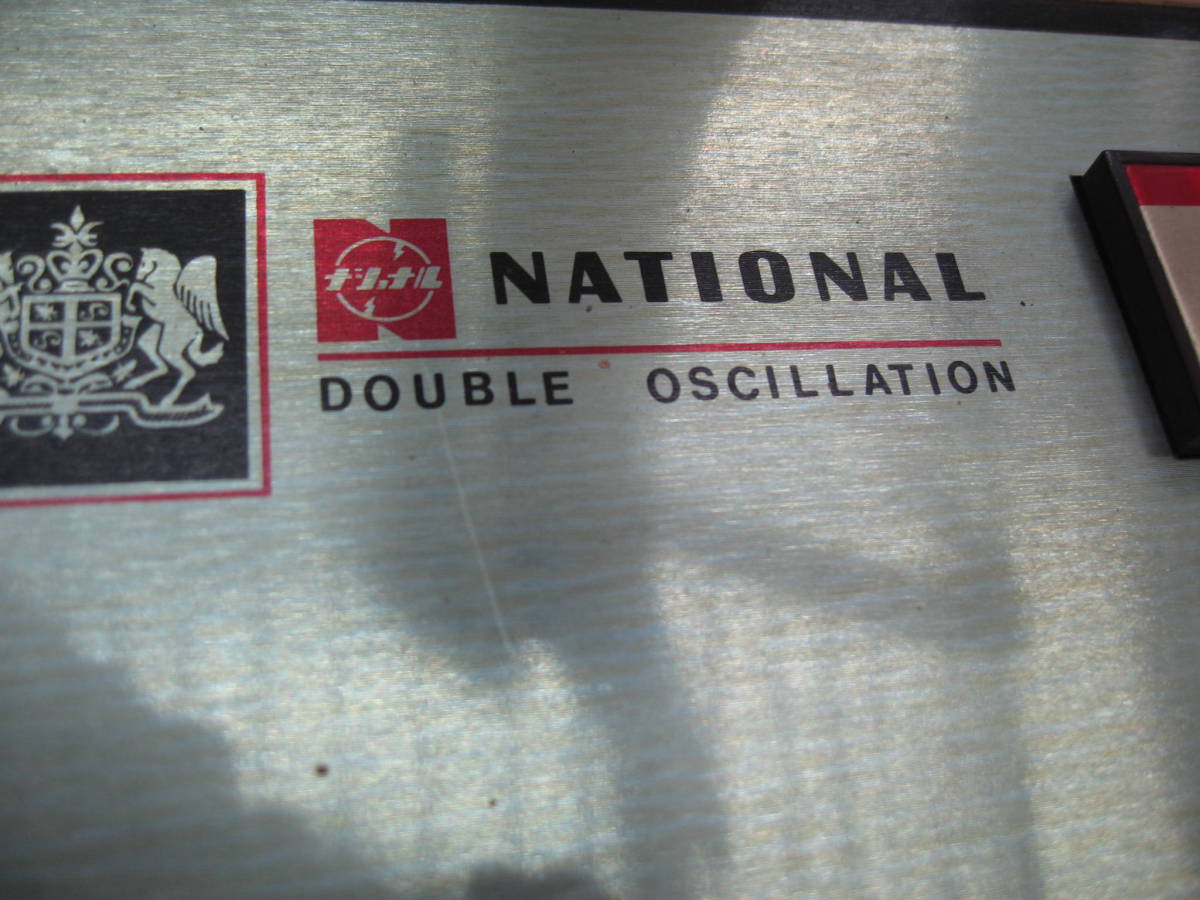 ナショナル
NATIONAL
DOUBLE OSCILLATION